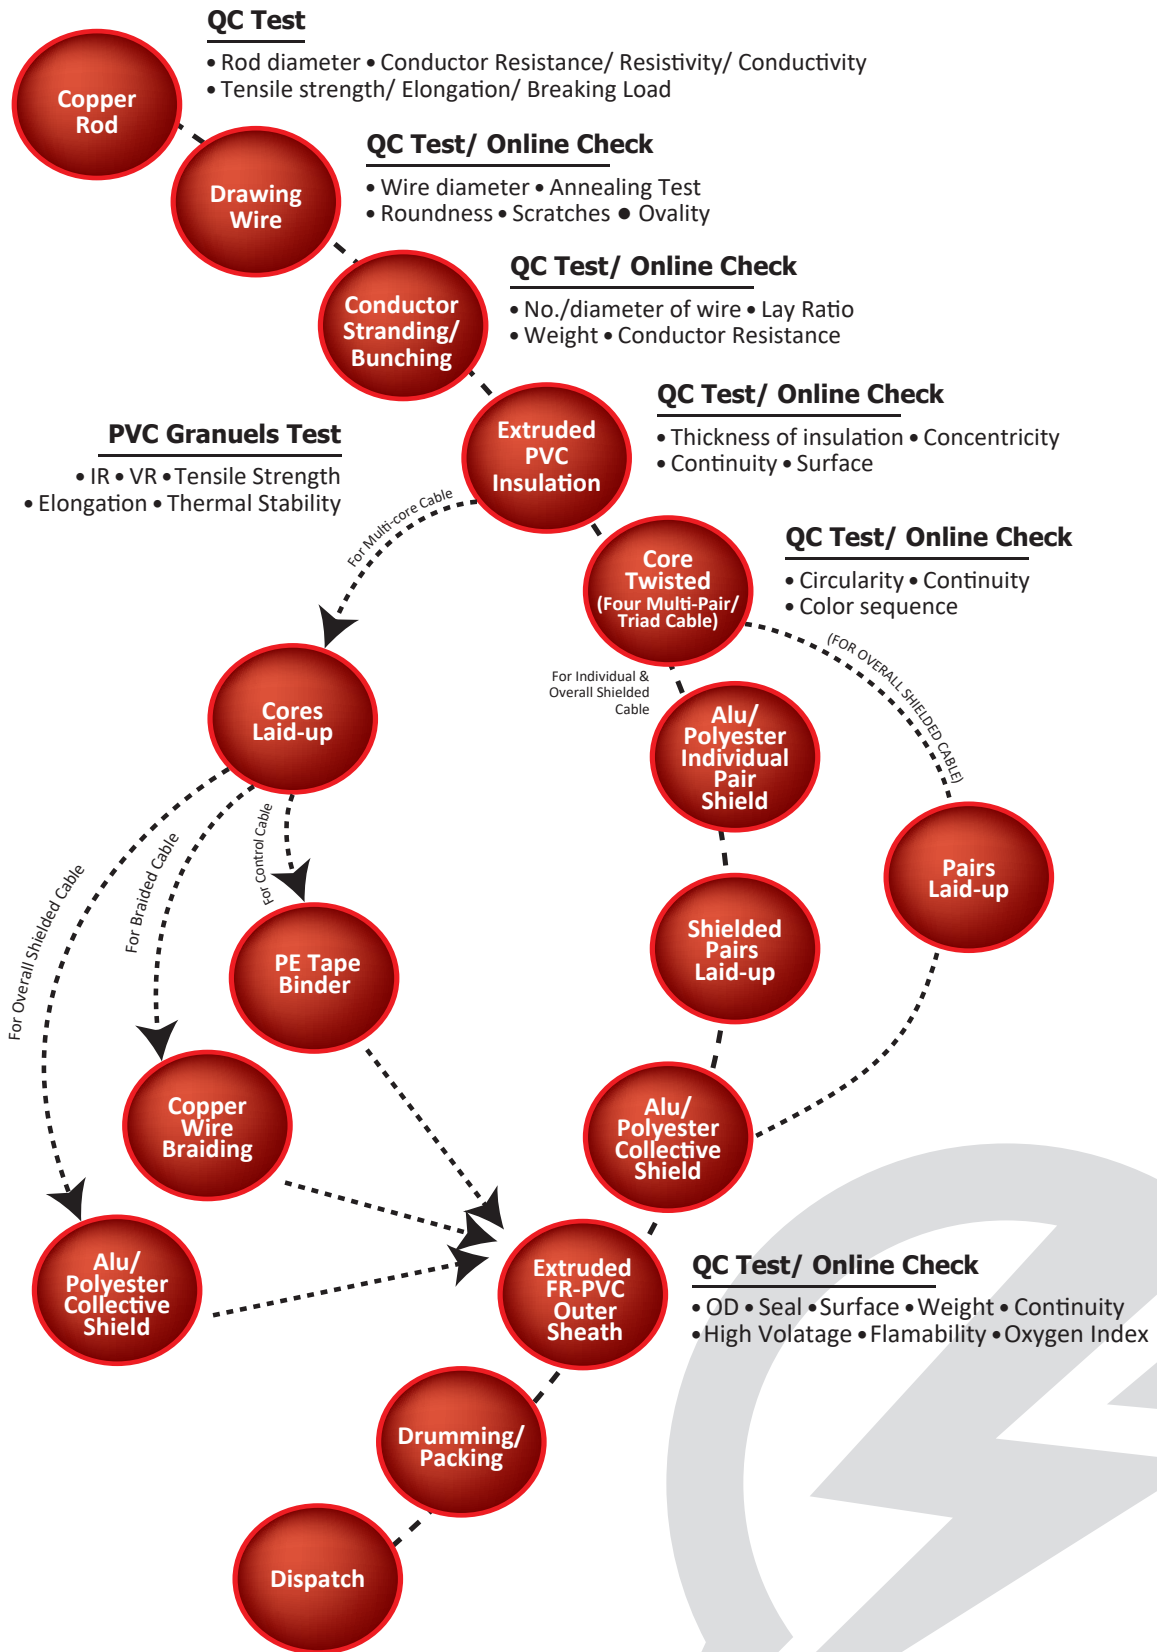 QC Test
• Rod diameter • Conductor Resistance/ Resistivity/ Conductivity
• Tensile strength/ Elongation/ Breaking Load
Copper
Rod
QC Test/ Online Check
• Wire diameter • Annealing Test
• Roundness • Scratches ● Ovality
Drawing
Wire
QC Test/ Online Check
• No./diameter of wire • Lay Ratio
• Weight • Conductor Resistance
Conductor
Stranding/
Bunching
QC Test/ Online Check
• Thickness of insulation • Concentricity
• Continuity • Surface
Extruded
PVC
Insulation
PVC Granuels Test
• IR • VR • Tensile Strength
• Elongation • Thermal Stability
For Multi-core Cable
QC Test/ Online Check
• Circularity • Continuity
• Color sequence
Core
Twisted
(Four Multi-Pair/
Triad Cable)
(FOR OVERALL SHIELDED CABLE)
For Individual &
Overall Shielded
Cable
Cores
Laid-up
Alu/
Polyester
Individual
Pair
Shield
For Overall Shielded Cable
For Braided Cable
For Control Cable
Pairs
Laid-up
Shielded
Pairs
Laid-up
PE Tape
Binder
Copper
Wire
Braiding
Alu/
Polyester
Collective
Shield
Alu/
Polyester
Collective
Shield
Extruded
FR-PVC
Outer
Sheath
QC Test/ Online Check
• OD • Seal • Surface • Weight • Continuity
• High Volatage • Flamability • Oxygen Index
Drumming/
Packing
Dispatch